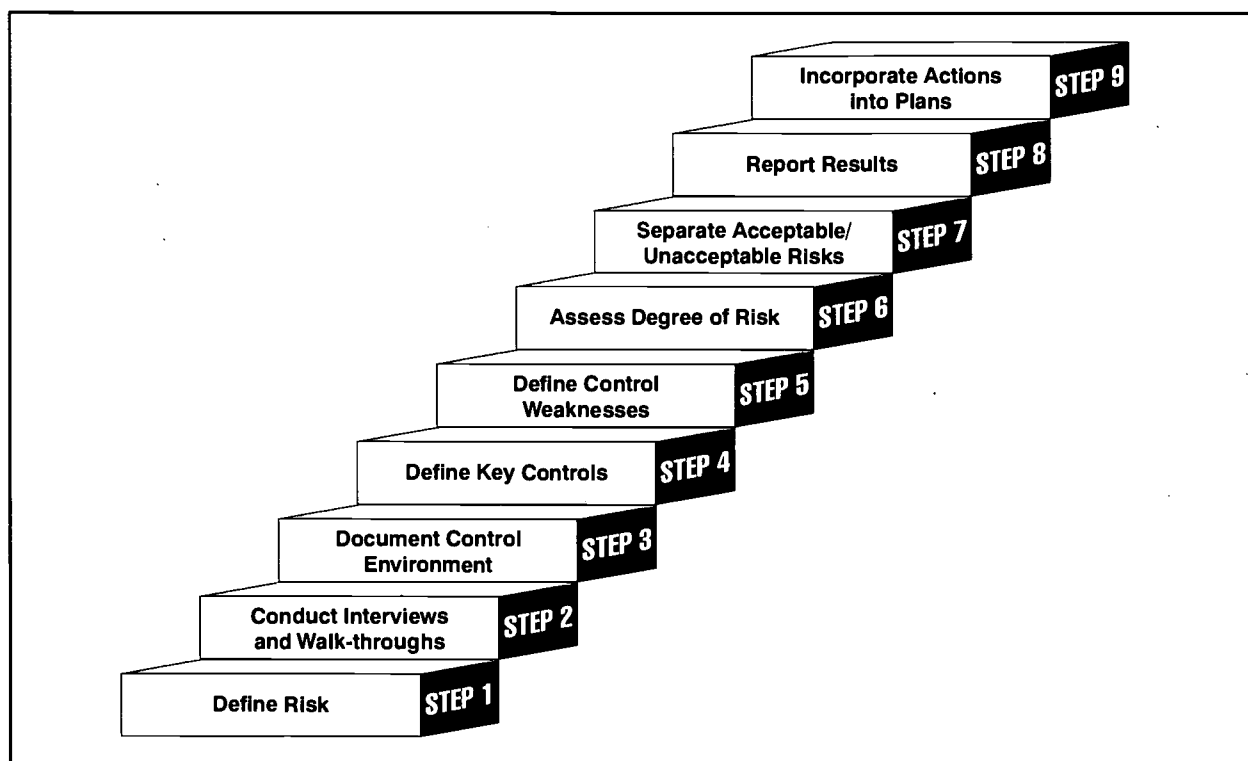 Incorporate Actions
into Plans
STEP 9
Report Results
STEP 8
Separate Acceptable/
Unacceptable Risks
STEP 7
Assess Degree of Risk
STEP 6
Define Control
Weaknesses
STEP 5
Define Key Controls
STEP 4
Document Control
Environment
STEP 3
Conduct Interviews
and Walk-throughs
STEP 2
Define Risk
STEP 1